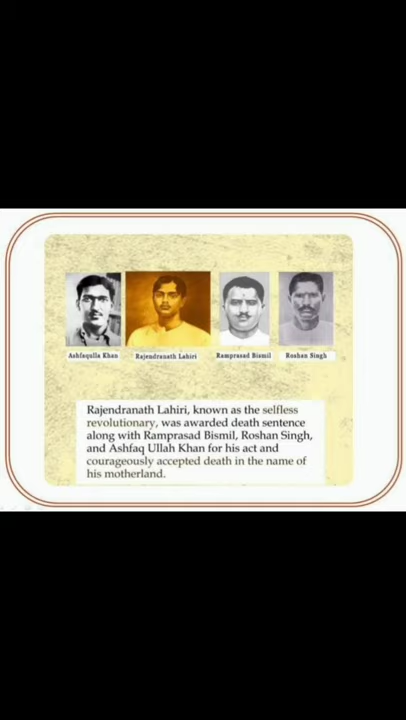 Ashfaqulla Khan
Rajendranath Lahiri
Ramprasad Bismil
Roshan Singh
Rajendranath Lahiri, known as the selfless
revolutionary, was awarded death sentence
along with Ramprasad Bismil, Roshan Singh,
and Ashfaq Ullah Khan for his act and
courageously accepted death in the name of
his motherland.